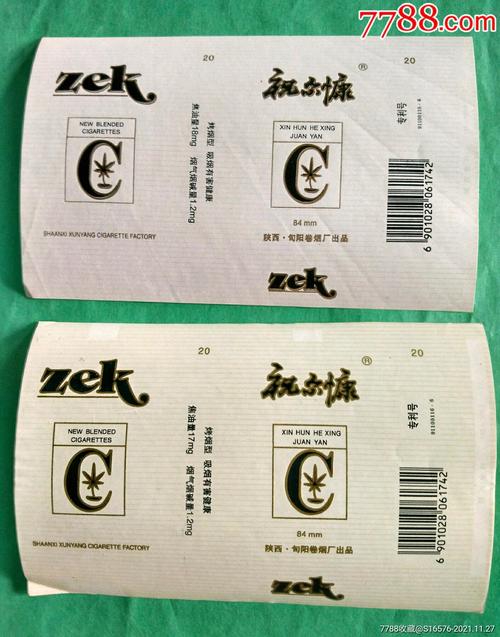 7788.com
zek
20
祝尔慷
®
20
NEW BLENDED
CIGARETTES
C
SHAANXI XUNYANG CIGARETTE FACTORY
烤烟型 吸烟有害健康
焦油量18mg 烟气烟碱量1.2mg
XIN HUN HE XING
JUAN YAN
C
84 mm
陕西·旬阳卷烟厂出品
zek
专利号
91100116·6
6 901028 061742
zek
20
祝尔慷
®
20
NEW BLENDED
CIGARETTES
C
SHAANXI XUNYANG CIGARETTE FACTORY
烤烟型 吸烟有害健康
焦油量17mg 烟气烟碱量1.2mg
XIN HUN HE XING
JUAN YAN
C
84 mm
陕西·旬阳卷烟厂出品
zek
专利号
91100116·6
6 901028 061742
7788收藏@S16576-2021.11.27